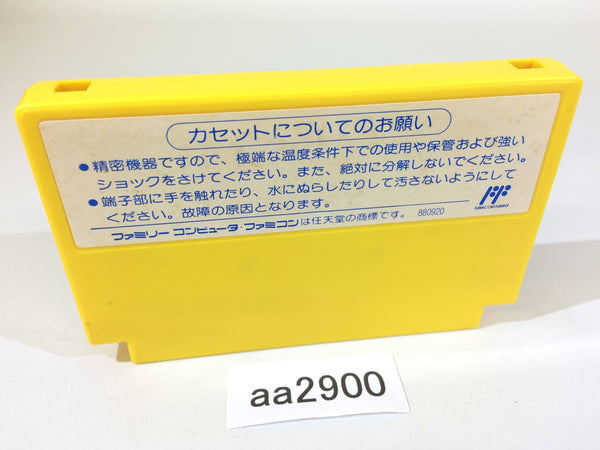 カセットについてのお願い
●精密機器ですので、極端な温度条件下での使用や保管および強い
ショックをさけてください。また、絶対に分解しないでください。
●端子部に手を触れたり、水にぬらしたりして汚さないようにして
ください。故障の原因となります。
ファミリー コンピュータ・ファミコンは任天堂の商標です。 880920
FAMICOM FAMILY
aa2900